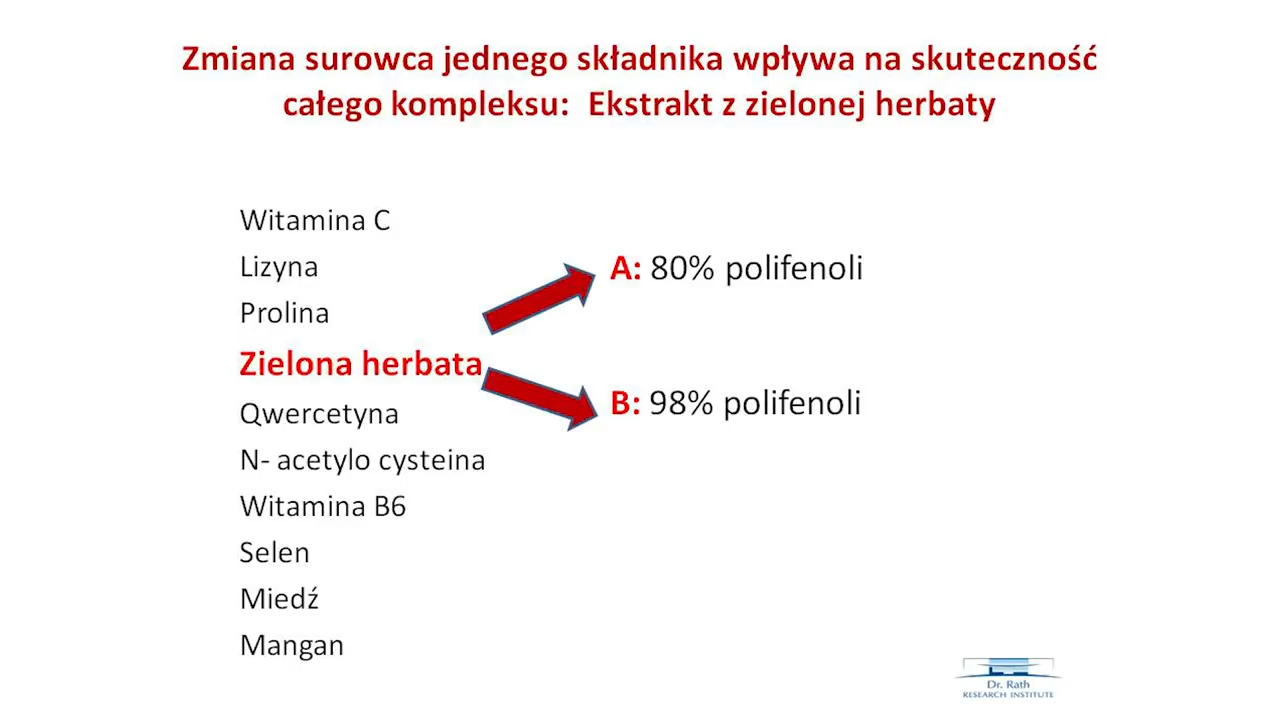 Zmiana surowca jednego składnika wpływa na skuteczność
całego kompleksu: Ekstrakt z zielonej herbaty
Witamina C
Lizyna
Prolina
Zielona herbata
Qwercetyna
N- acetylo cysteina
Witamina B6
Selen
Miedź
Mangan
A: 80% polifenoli
B: 98% polifenoli
Dr. Rath
RESEARCH INSTITUTE